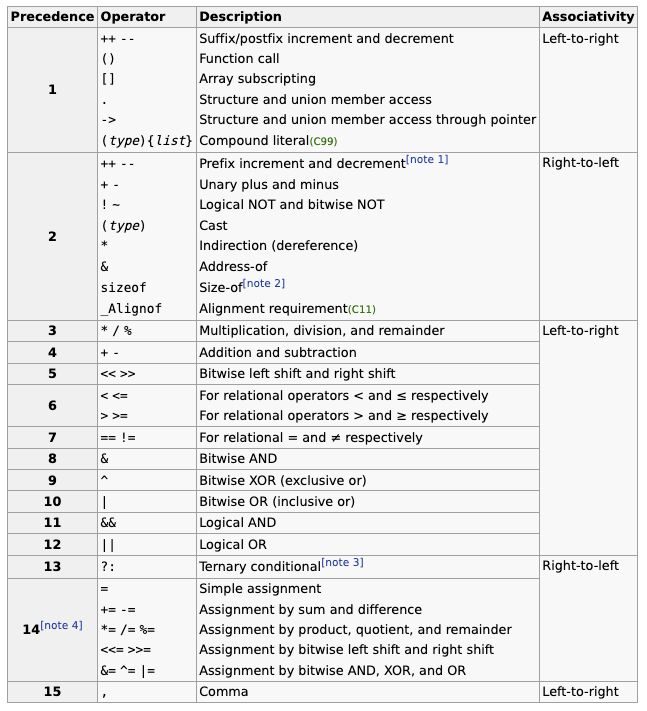 Precedence Operator Description Associativity
1 ++ -- Suffix/postfix increment and decrement Left-to-right
() Function call
[] Array subscripting
. Structure and union member access
-> Structure and union member access through pointer
(type){list} Compound literal(C99)
2 ++ -- Prefix increment and decrement[note 1] Right-to-left
+ - Unary plus and minus
! ~ Logical NOT and bitwise NOT
(type) Cast
* Indirection (dereference)
& Address-of
sizeof Size-of[note 2]
_Alignof Alignment requirement(C11)
3 * / % Multiplication, division, and remainder Left-to-right
4 + - Addition and subtraction
5 << >> Bitwise left shift and right shift
6 < <= For relational operators < and ≤ respectively
> >= For relational operators > and ≥ respectively
7 == != For relational = and ≠ respectively
8 & Bitwise AND
9 ^ Bitwise XOR (exclusive or)
10 | Bitwise OR (inclusive or)
11 && Logical AND
12 || Logical OR
13 ?: Ternary conditional[note 3] Right-to-left
14[note 4] = Simple assignment
+= -= Assignment by sum and difference
*= /= %= Assignment by product, quotient, and remainder
<<= >>= Assignment by bitwise left shift and right shift
&= ^= |= Assignment by bitwise AND, XOR, and OR
15 , Comma Left-to-right